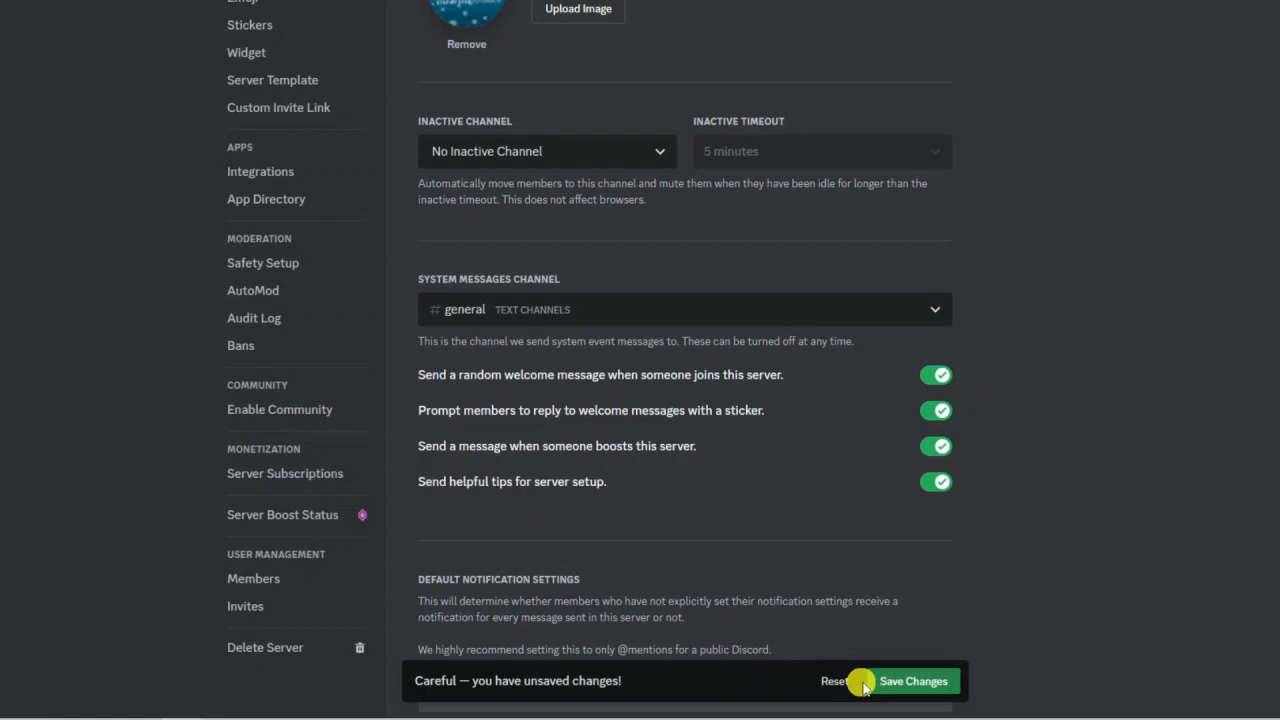 Stickers
Widget
Server Template
Custom Invite Link
APPS
Integrations
App Directory
MODERATION
Safety Setup
AutoMod
Audit Log
Bans
COMMUNITY
Enable Community
MONETIZATION
Server Subscriptions
Server Boost Status
USER MANAGEMENT
Members
Invites
Delete Server
Upload Image
Remove
INACTIVE CHANNEL
INACTIVE TIMEOUT
No Inactive Channel
5 minutes
Automatically move members to this channel and mute them when they have been idle for longer than the
inactive timeout. This does not affect browsers.
SYSTEM MESSAGES CHANNEL
# general TEXT CHANNELS
This is the channel we send system event messages to. These can be turned off at any time.
Send a random welcome message when someone joins this server.
Prompt members to reply to welcome messages with a sticker.
Send a message when someone boosts this server.
Send helpful tips for server setup.
DEFAULT NOTIFICATION SETTINGS
This will determine whether members who have not explicitly set their notification settings receive a
notification for every message sent in this server or not.
We highly recommend setting this to only @mentions for a public Discord.
Careful — you have unsaved changes!
Reset
Save Changes